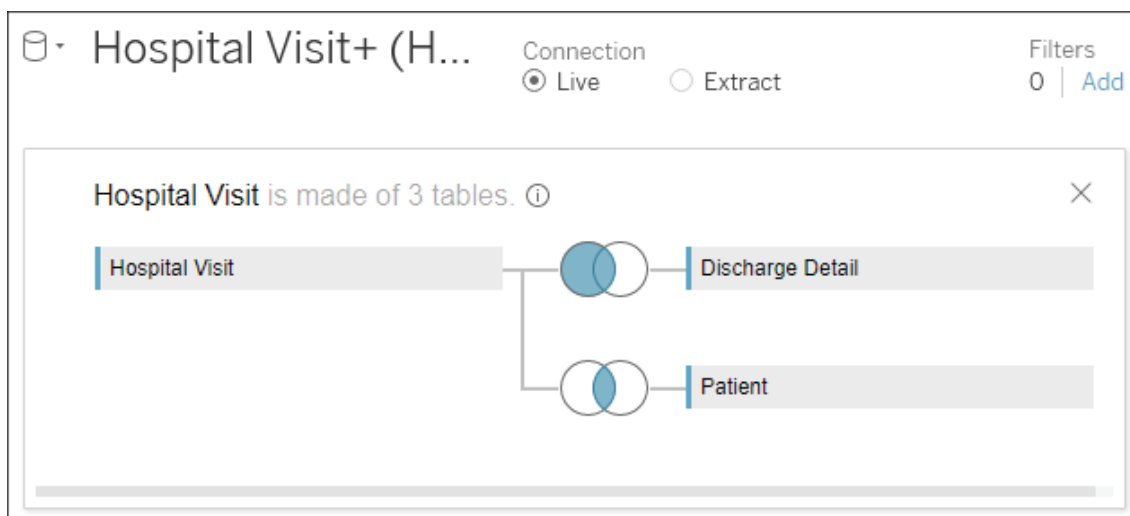 Hospital Visit+ (H...
Connection
Live
Extract
Filters
0
Add
Hospital Visit is made of 3 tables.
Hospital Visit
Discharge Detail
Patient